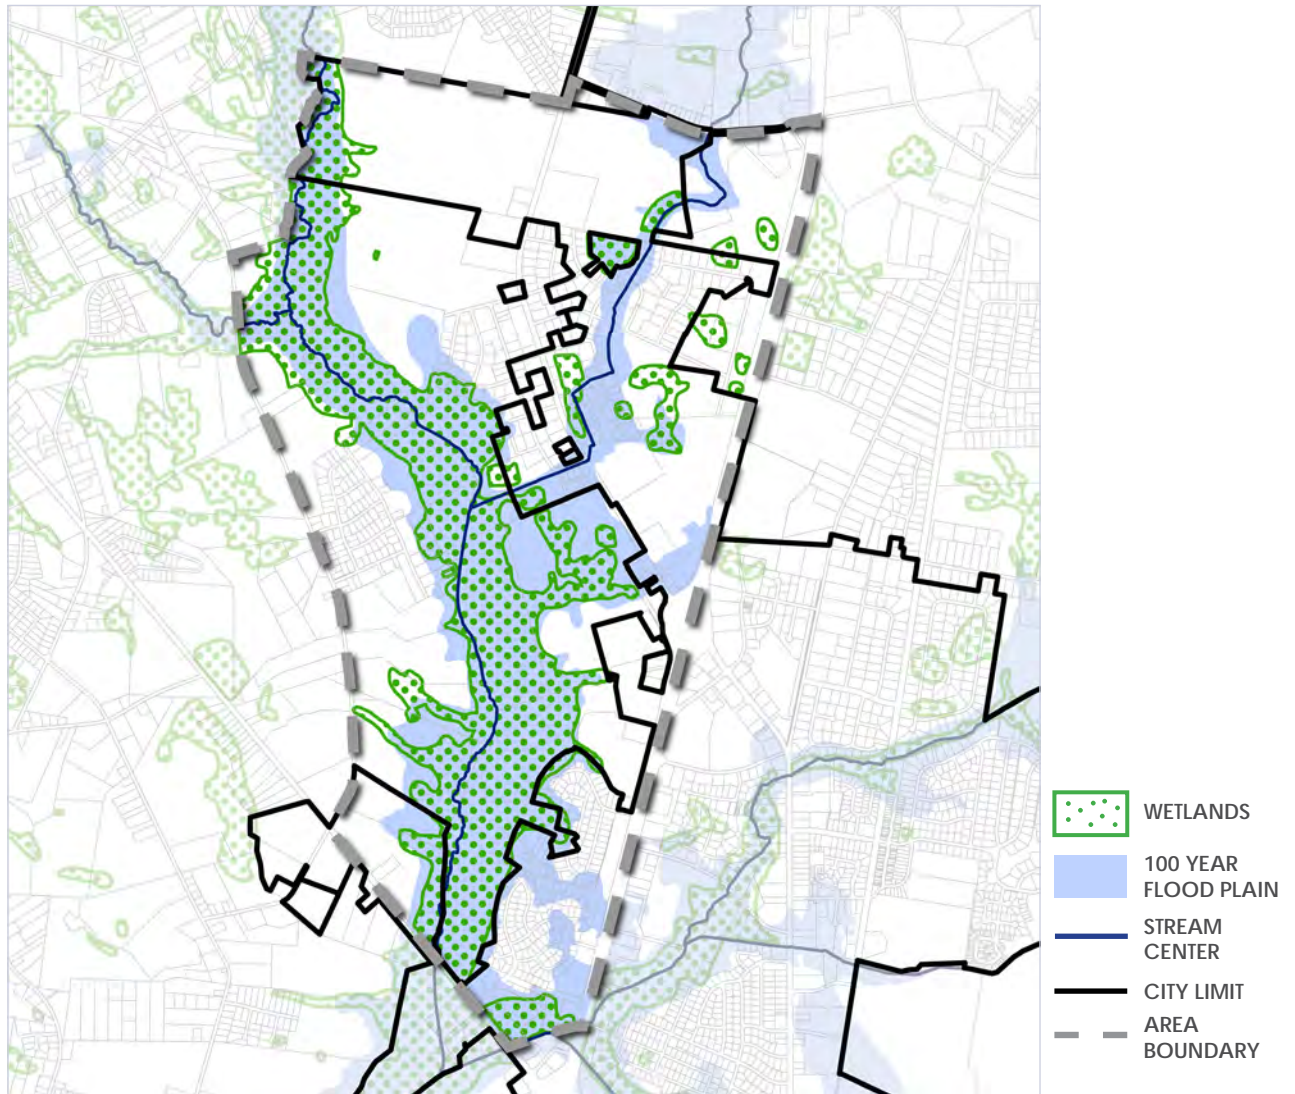 WETLANDS
100 YEAR
FLOOD PLAIN
STREAM
CENTER
CITY LIMIT
AREA
BOUNDARY